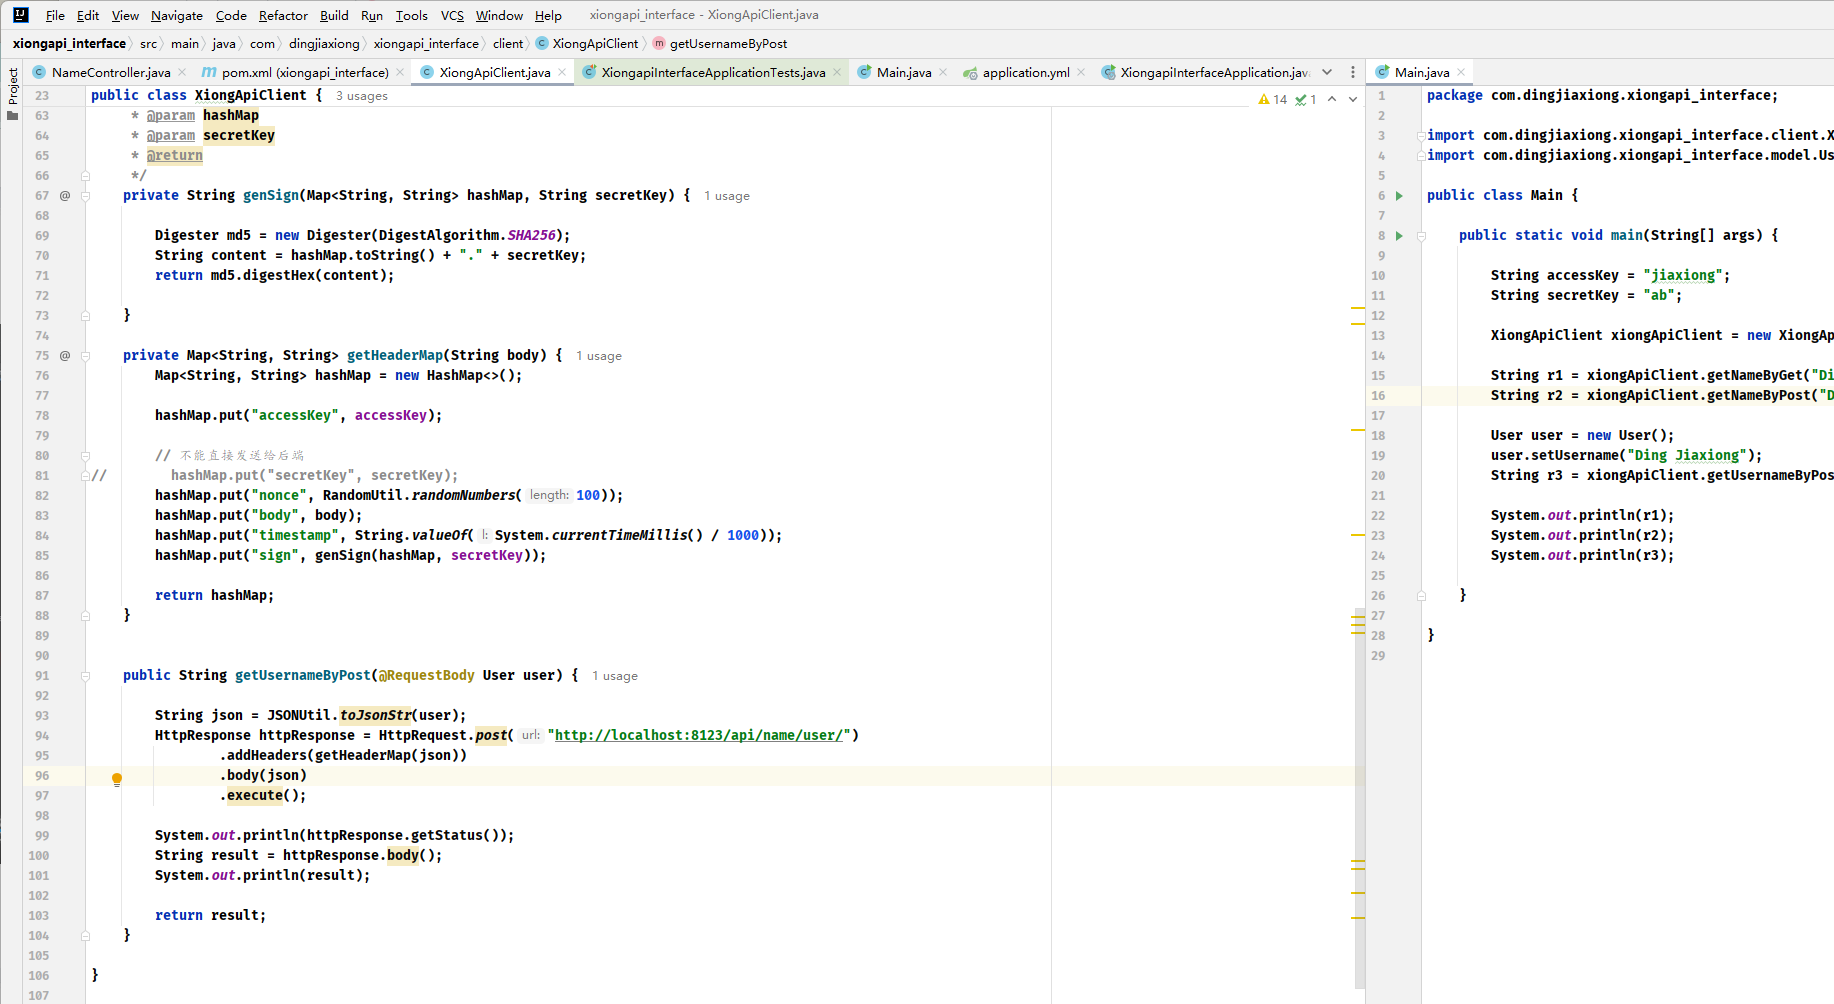 File Edit View Navigate Code Refactor Build Run Tools VCS Window Help xiongapi_interface - XiongApiClient.java
xiongapi_interface src main java com dingjiaxiong xiongapi_interface client XiongApiClient getUsernameByPost
NameController.java pom.xml (xiongapi_interface) XiongApiClient.java XiongapiInterfaceApplicationTests.java Main.java application.yml XiongapiInterfaceApplication.java
Project
14 1
23 public class XiongApiClient { 3 usages
63 * @param hashMap
64 * @param secretKey
65 * @return
66 */
67 @ private String genSign(Map<String, String> hashMap, String secretKey) { 1 usage
68
69 Digester md5 = new Digester(DigestAlgorithm.SHA256);
70 String content = hashMap.toString() + "." + secretKey;
71 return md5.digestHex(content);
72
73 }
74
75 @ private Map<String, String> getHeaderMap(String body) { 1 usage
76 Map<String, String> hashMap = new HashMap<>();
77
78 hashMap.put("accessKey", accessKey);
79
80 // 不能直接发送给后端
81 // hashMap.put("secretKey", secretKey);
82 hashMap.put("nonce", RandomUtil.randomNumbers( length: 100));
83 hashMap.put("body", body);
84 hashMap.put("timestamp", String.valueOf( l: System.currentTimeMillis() / 1000));
85 hashMap.put("sign", genSign(hashMap, secretKey));
86
87 return hashMap;
88 }
89
90
91 public String getUsernameByPost(@RequestBody User user) { 1 usage
92
93 String json = JSONUtil.toJsonStr(user);
94 HttpResponse httpResponse = HttpRequest.post( url: "http://localhost:8123/api/name/user/")
95 .addHeaders(getHeaderMap(json))
96 .body(json)
97 .execute();
98
99 System.out.println(httpResponse.getStatus());
100 String result = httpResponse.body();
101 System.out.println(result);
102
103 return result;
104 }
105
106 }
107
Main.java
1 package com.dingjiaxiong.xiongapi_interface;
2
3 import com.dingjiaxiong.xiongapi_interface.client.X
4 import com.dingjiaxiong.xiongapi_interface.model.Us
5
6 public class Main {
7
8 public static void main(String[] args) {
9
10 String accessKey = "jiaxiong";
11 String secretKey = "ab";
12
13 XiongApiClient xiongApiClient = new XiongAp
14
15 String r1 = xiongApiClient.getNameByGet("Di
16 String r2 = xiongApiClient.getNameByPost("D
17
18 User user = new User();
19 user.setUsername("Ding Jiaxiong");
20 String r3 = xiongApiClient.getUsernameByPos
21
22 System.out.println(r1);
23 System.out.println(r2);
24 System.out.println(r3);
25
26 }
27
28 }
29